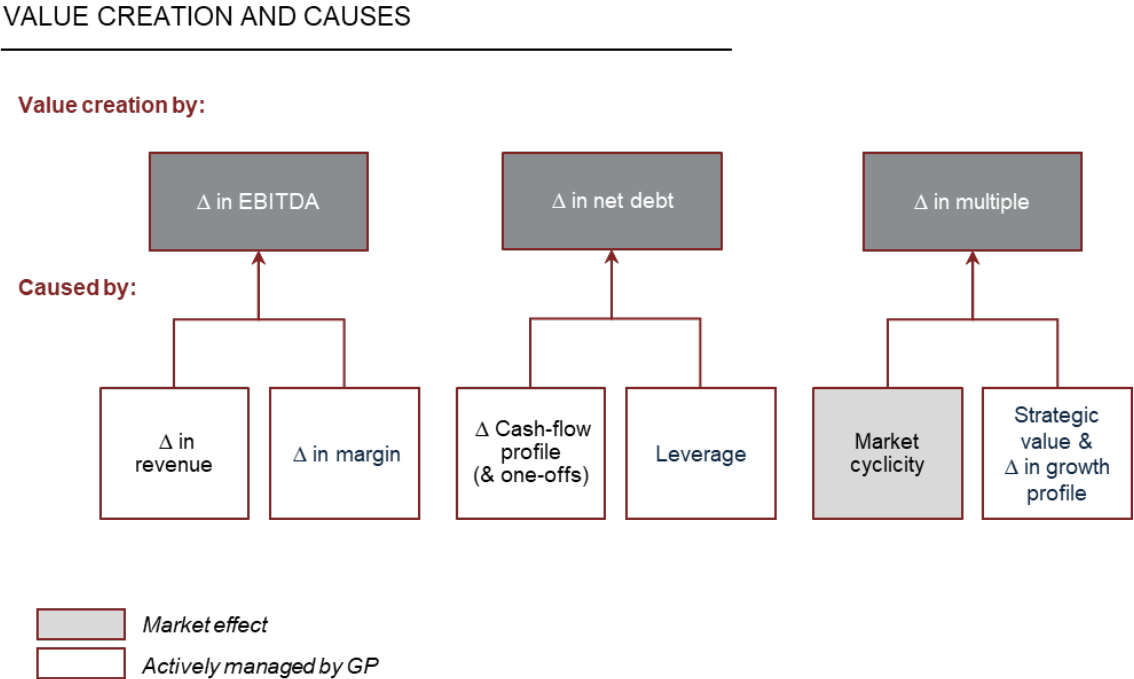 VALUE CREATION AND CAUSES
Value creation by:
∆ in EBITDA
∆ in net debt
∆ in multiple
Caused by:
∆ in
revenue
∆ in margin
∆ Cash-flow
profile
(& one-offs)
Leverage
Market
cyclicity
Strategic
value &
∆ in growth
profile
Market effect
Actively managed by GP